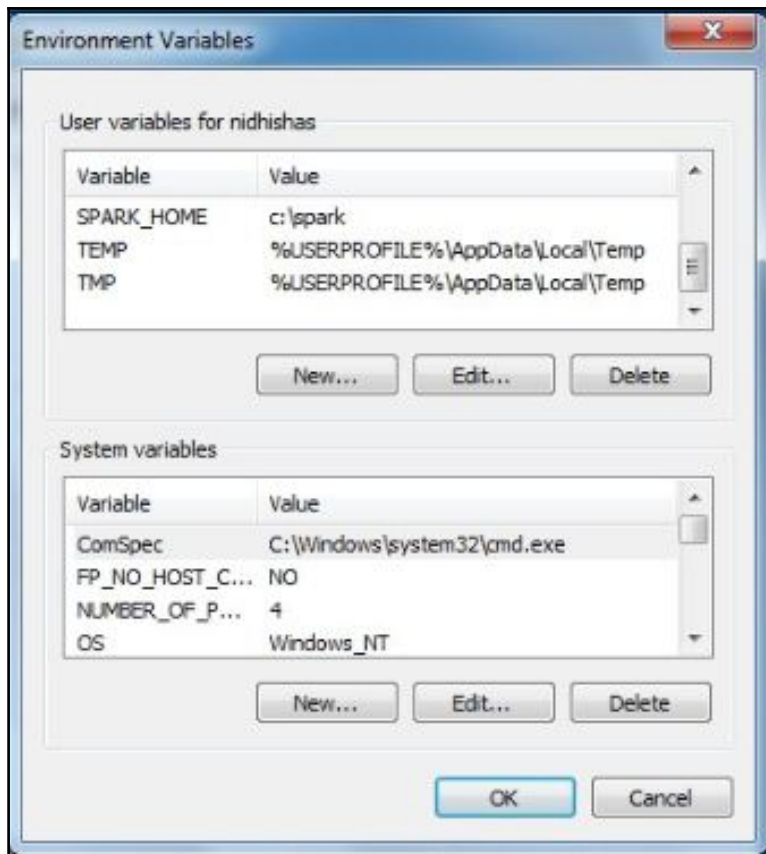 Environment Variables
User variables for nidhishas
Variable Value
SPARK_HOME c:\spark
TEMP %USERPROFILE%\AppData\Local\Temp
TMP %USERPROFILE%\AppData\Local\Temp
New... Edit... Delete
System variables
Variable Value
ComSpec C:\Windows\system32\cmd.exe
FP_NO_HOST_C... NO
NUMBER_OF_P... 4
OS Windows_NT
New... Edit... Delete
OK Cancel